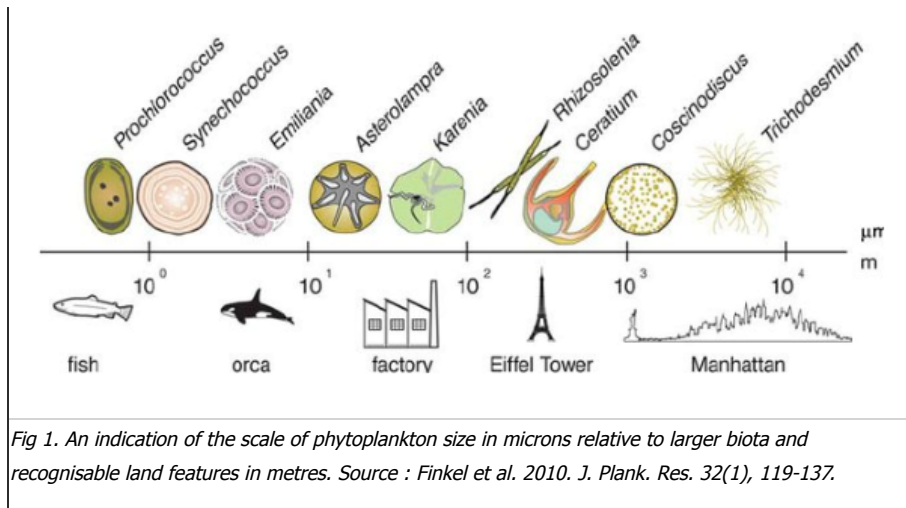 Prochlorococcus
Synechococcus
Emiliania
Asterolampra
Karenia
Rhizosolenia
Ceratium
Coscinodiscus
Trichodesmium
μm
m
10⁰ 10¹ 10² 10³ 10⁴
fish orca factory Eiffel Tower Manhattan
Fig 1. An indication of the scale of phytoplankton size in microns relative to larger biota and
recognisable land features in metres. Source : Finkel et al. 2010. J. Plank. Res. 32(1), 119-137.